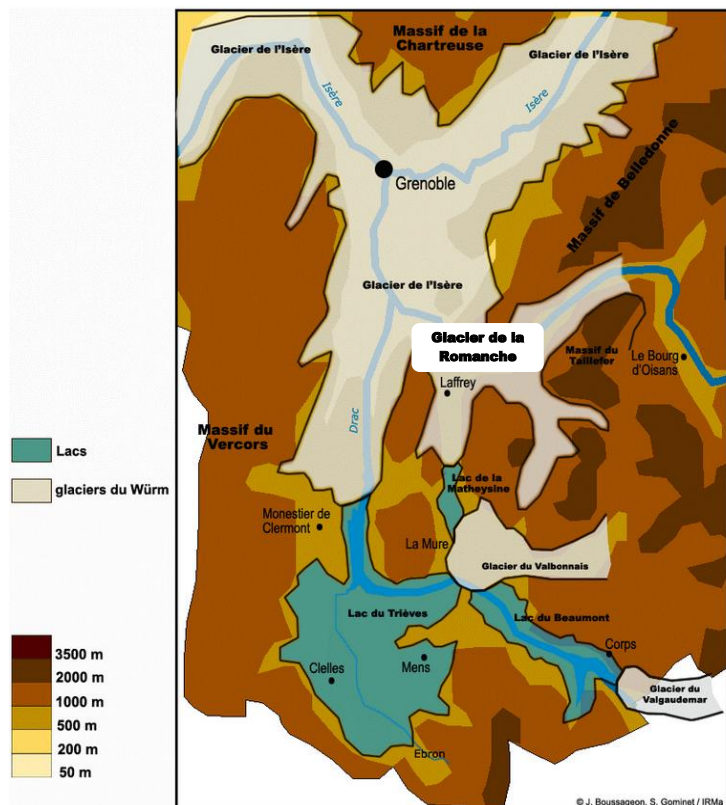 Massif de la
Chartreuse
Glacier de
l'Isère
Glacier de
l'Isère
Isère
Isère
Grenoble
Massif de Belledonne
Glacier de l'Isère
Glacier de la
Romanche
Massif du
Taillefer
Le Bourg
d'Oisans
Laffrey
Drac
Massif du
Vercors
Lacs
glaciers du Würm
Lac de la
Matheysine
Monestier de
Clermont
La Mure
Glacier du Valbonnais
Lac du Trièves
Lac du Beaumont
Corps
Clelles
Mens
Glacier du
Valgaudemar
Ebron
3500 m
2000 m
1000 m
500 m
200 m
50 m
© J. Boussageon, S. Gominet / IRMa